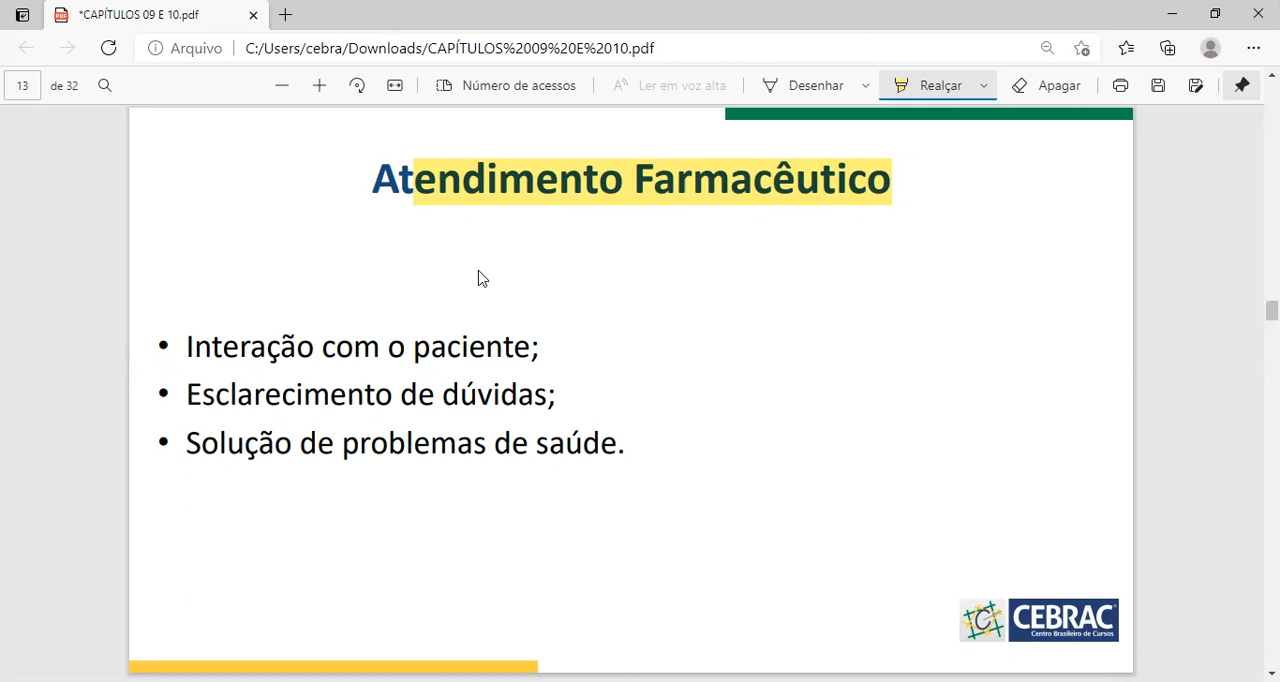 *CAPÍTULOS 09 E 10.pdf
Arquivo C:/Users/cebra/Downloads/CAPÍTULOS%2009%20E%2010.pdf
13 de 32 Número de acessos Ler em voz alta Desenhar Realçar Apagar
Atendimento Farmacêutico
• Interação com o paciente;
• Esclarecimento de dúvidas;
• Solução de problemas de saúde.
CEBRAC
Centro Brasileiro de Cursos